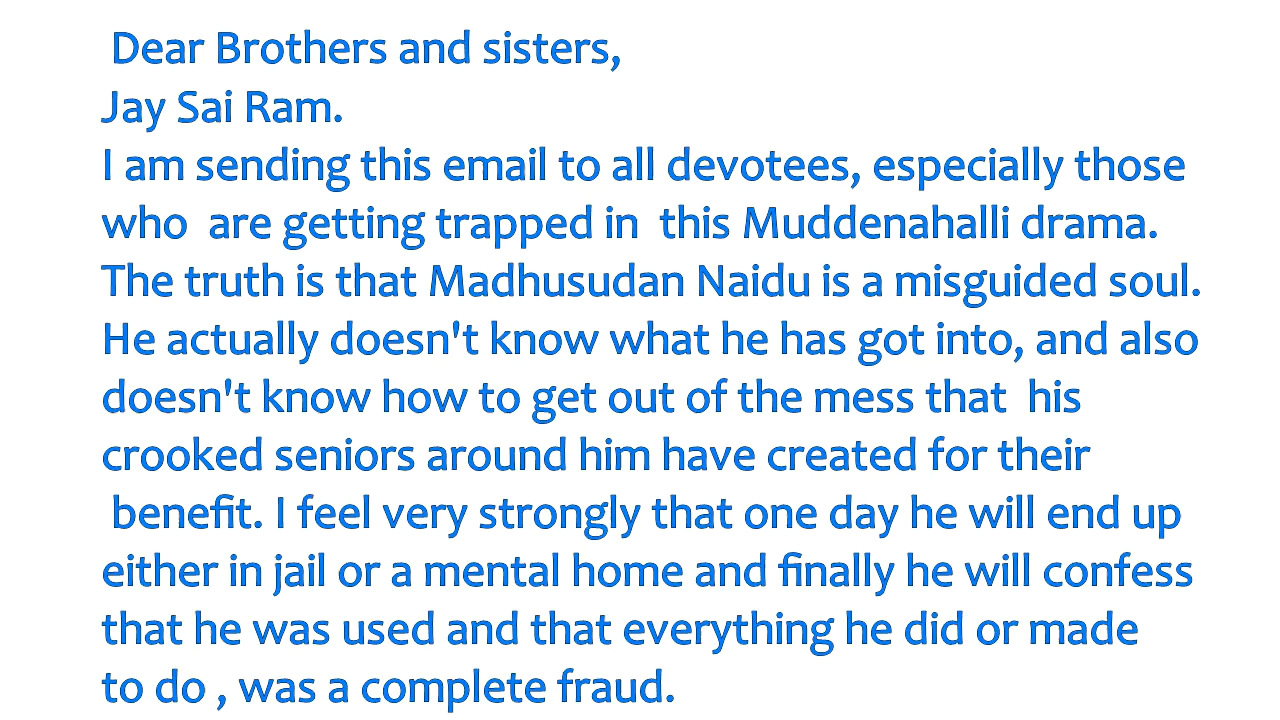 Dear Brothers and sisters,
Jay Sai Ram.
I am sending this email to all devotees, especially those
who are getting trapped in this Muddenahalli drama.
The truth is that Madhusudan Naidu is a misguided soul.
He actually doesn't know what he has got into, and also
doesn't know how to get out of the mess that his
crooked seniors around him have created for their
benefit. I feel very strongly that one day he will end up
either in jail or a mental home and finally he will confess
that he was used and that everything he did or made
to do , was a complete fraud.